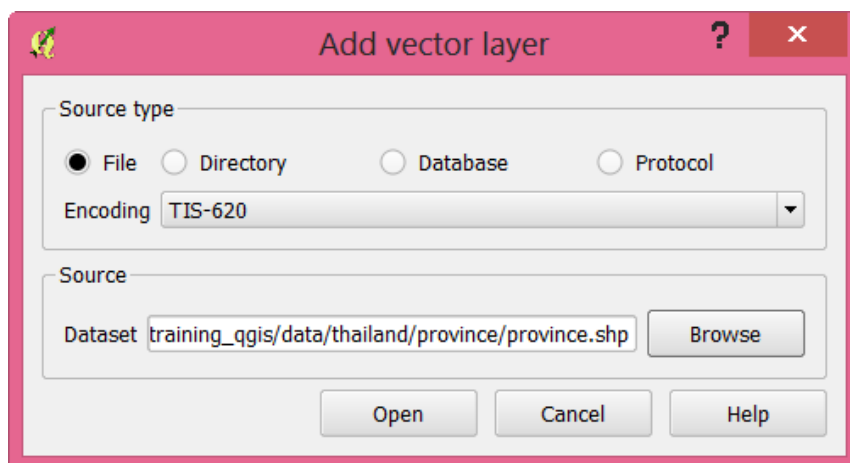 Add vector layer ? x
Source type
File Directory Database Protocol
Encoding TIS-620
Source
Dataset training_qgis/data/thailand/province/province.shp Browse
Open Cancel Help